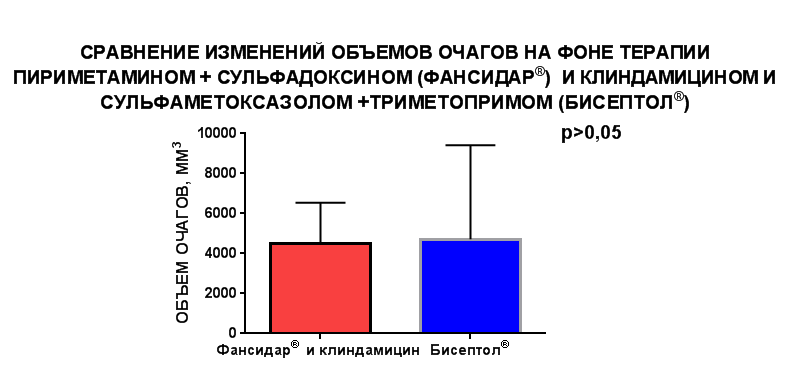 СРАВНЕНИЕ ИЗМЕНЕНИЙ ОБЪЕМОВ ОЧАГОВ НА ФОНЕ ТЕРАПИИ
ПИРИМЕТАМИНОМ + СУЛЬФАДОКСИНОМ (ФАНСИДАР®) И КЛИНДАМИЦИНОМ И
СУЛЬФАМЕТОКСАЗОЛОМ +ТРИМЕТОПРИМОМ (БИСЕПТОЛ®)
p>0,05
ОБЪЕМ ОЧАГОВ, ММ³
10000
8000
6000
4000
2000
0
Фансидар® и клиндамицин Бисептол®